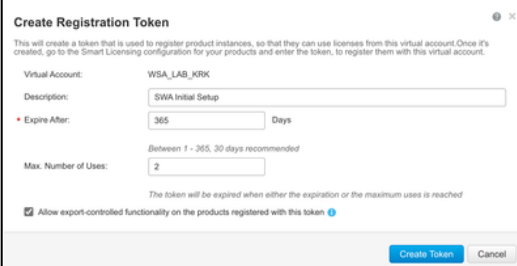 Create Registration Token
This will create a token that is used to register product instances, so that they can use licenses from this virtual account.Once it's
created, go to the Smart Licensing configuration for your products and enter the token, to register them with this virtual account.
Virtual Account: WSA_LAB_KRK
Description: SWA Initial Setup
* Expire After: 365 Days
Between 1 - 365, 30 days recommended
Max. Number of Uses: 2
The token will be expired when either the expiration or the maximum uses is reached
Allow export-controlled functionality on the products registered with this token
Create Token Cancel